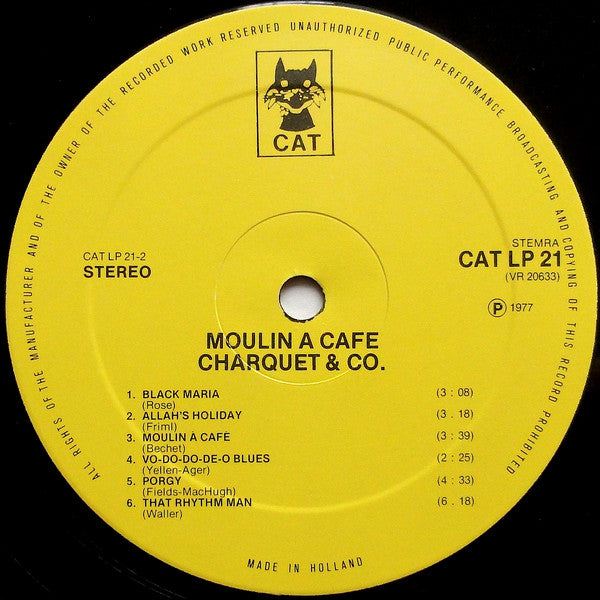 ALL RIGHTS OF THE MANUFACTURER AND OF THE OWNER OF THE RECORDED WORK RESERVED UNAUTHORIZED PUBLIC PERFORMANCE BROADCASTING AND COPYING OF THIS RECORD PROHIBITED
CAT
CAT LP 21-2
STEREO
STEMRA
CAT LP 21
(VR 20633)
Ⓟ 1977
MOULIN A CAFE
CHARQUET & CO.
1. BLACK MARIA (3 : 08)
(Rose)
2. ALLAH'S HOLIDAY (3 . 18)
(Friml)
3. MOULIN À CAFÉ (3 : 39)
(Bechet)
4. VO-DO-DO-DE-O BLUES (2 : 25)
(Yellen-Ager)
5. PORGY (4 : 33)
(Fields-MacHugh)
6. THAT RHYTHM MAN (6 . 18)
(Waller)
MADE IN HOLLAND